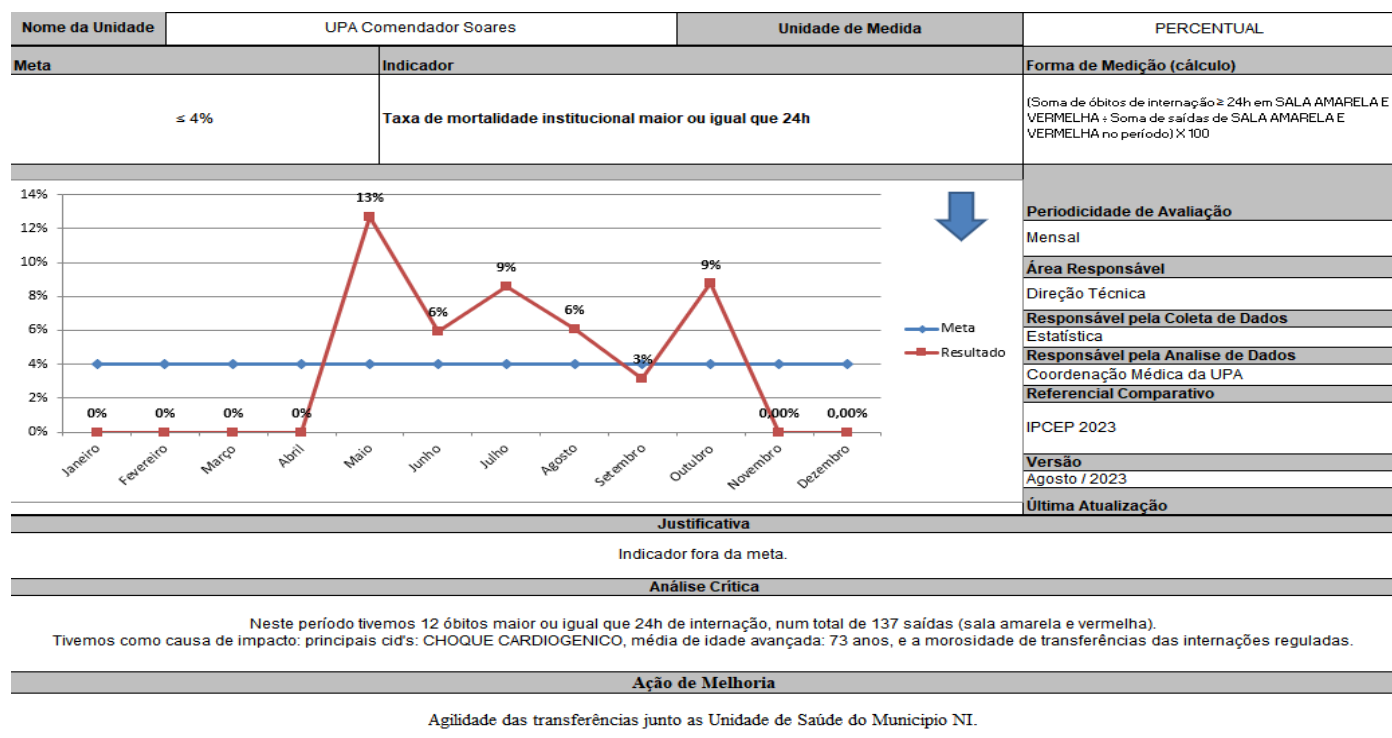 Nome da Unidade UPA Comendador Soares Unidade de Medida PERCENTUAL
Meta Indicador Forma de Medição (cálculo)
≤ 4% Taxa de mortalidade institucional maior ou igual que 24h
(Soma de óbitos de internação ≥ 24h em SALA AMARELA E
VERMELHA ÷ Soma de saídas de SALA AMARELA E
VERMELHA no período) X 100
14%
12%
10%
8%
6%
4%
2%
0%
0% 0% 0% 0% 13% 6% 9% 6% 3% 9% 0,00% 0,00%
Janeiro Fevereiro Março Abril Maio Junho Julho Agosto Setembro Outubro Novembro Dezembro
Meta
Resultado
Periodicidade de Avaliação
Mensal
Área Responsável
Direção Técnica
Responsável pela Coleta de Dados
Estatística
Responsável pela Analise de Dados
Coordenação Médica da UPA
Referencial Comparativo
IPCEP 2023
Versão
Agosto / 2023
Última Atualização
Justificativa
Indicador fora da meta.
Análise Crítica
Neste período tivemos 12 óbitos maior ou igual que 24h de internação, num total de 137 saídas (sala amarela e vermelha).
Tivemos como causa de impacto: principais cid's: CHOQUE CARDIOGENICO, média de idade avançada: 73 anos, e a morosidade de transferências das internações reguladas.
Ação de Melhoria
Agilidade das transferências junto as Unidade de Saúde do Municipio NI.